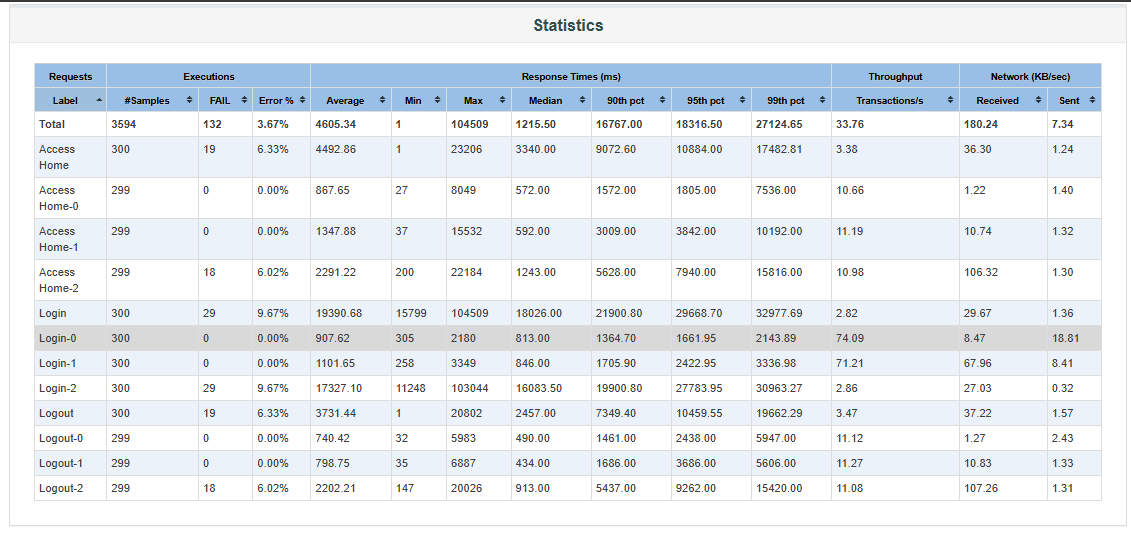 Statistics
Requests Executions Response Times (ms) Throughput Network (KB/sec)
Label #Samples FAIL Error % Average Min Max Median 90th pct 95th pct 99th pct Transactions/s Received Sent
Total 3594 132 3.67% 4605.34 1 104509 1215.50 16767.00 18316.50 27124.65 33.76 180.24 7.34
Access 300 19 6.33% 4492.86 1 23206 3340.00 9072.60 10884.00 17482.81 3.38 36.30 1.24
Home
Access 299 0 0.00% 867.65 27 8049 572.00 1572.00 1805.00 7536.00 10.66 1.22 1.40
Home-0
Access 299 0 0.00% 1347.88 37 15532 592.00 3009.00 3842.00 10192.00 11.19 10.74 1.32
Home-1
Access 299 18 6.02% 2291.22 200 22184 1243.00 5628.00 7940.00 15816.00 10.98 106.32 1.30
Home-2
Login 300 29 9.67% 19390.68 15799 104509 18026.00 21900.80 29668.70 32977.69 2.82 29.67 1.36
Login-0 300 0 0.00% 907.62 305 2180 813.00 1364.70 1661.95 2143.89 74.09 8.47 18.81
Login-1 300 0 0.00% 1101.65 258 3349 846.00 1705.90 2422.95 3336.98 71.21 67.96 8.41
Login-2 300 29 9.67% 17327.10 11248 103044 16083.50 19900.80 27783.95 30963.27 2.86 27.03 0.32
Logout 300 19 6.33% 3731.44 1 20802 2457.00 7349.40 10459.55 19662.29 3.47 37.22 1.57
Logout-0 299 0 0.00% 740.42 32 5983 490.00 1461.00 2438.00 5947.00 11.12 1.27 2.43
Logout-1 299 0 0.00% 798.75 35 6887 434.00 1686.00 3686.00 5606.00 11.27 10.83 1.33
Logout-2 299 18 6.02% 2202.21 147 20026 913.00 5437.00 9262.00 15420.00 11.08 107.26 1.31